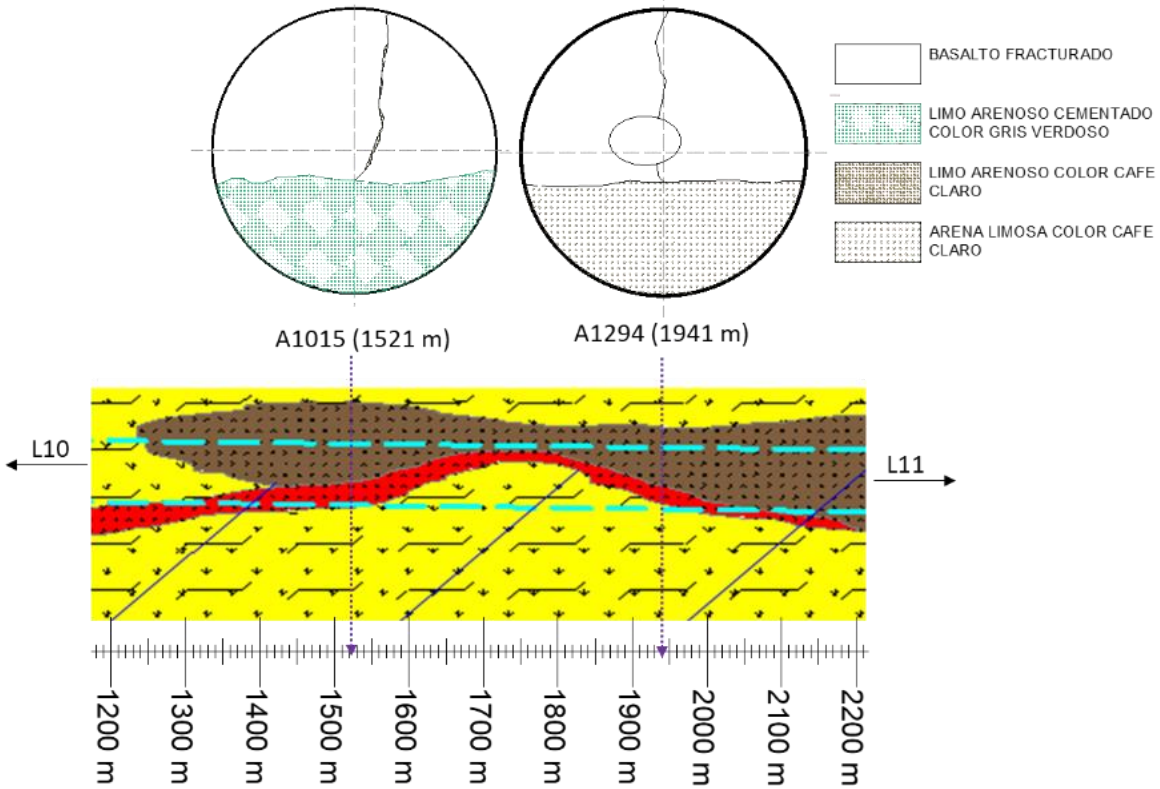 BASALTO FRACTURADO
LIMO ARENOSO CEMENTADO
COLOR GRIS VERDOSO
LIMO ARENOSO COLOR CAFE
CLARO
ARENA LIMOSA COLOR CAFE
CLARO
A1015 (1521 m)
A1294 (1941 m)
L10
L11
1200 m
1300 m
1400 m
1500 m
1600 m
1700 m
1800 m
1900 m
2000 m
2100 m
2200 m